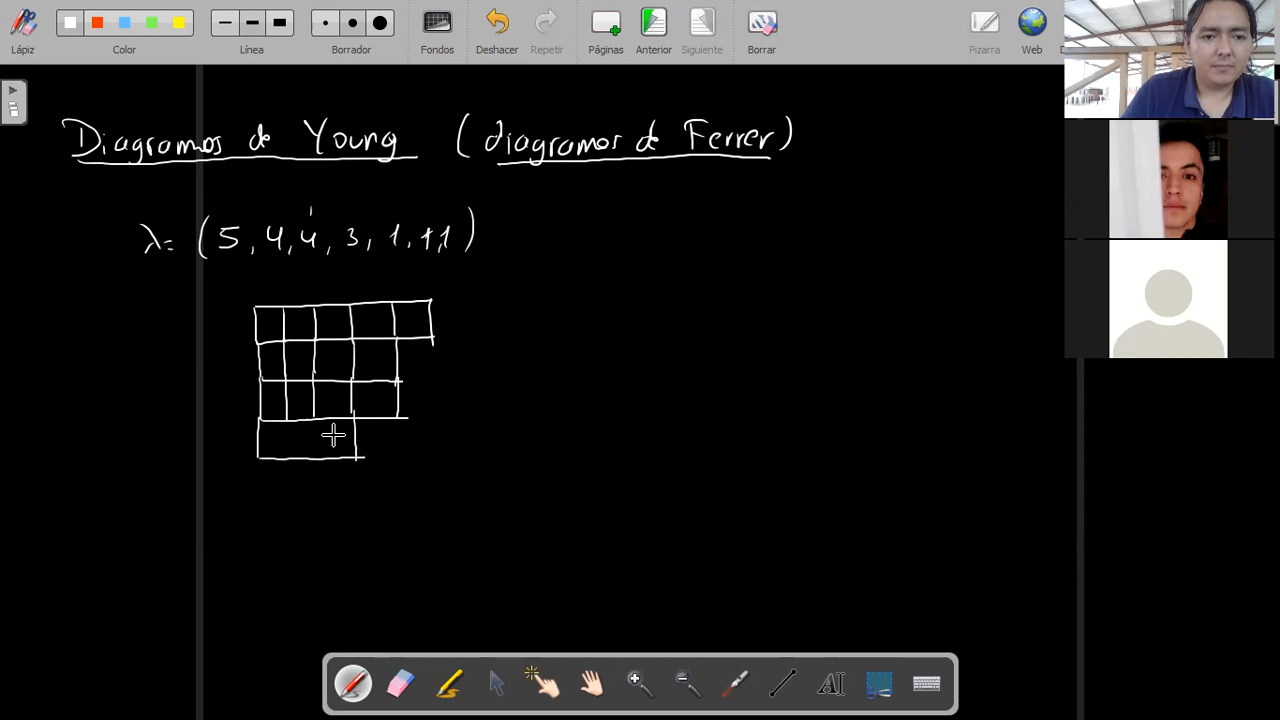 Lápiz Color Línea Borrador Fondos Deshacer Repetir Páginas Anterior Siguiente Borrar Pizarra Web
Diagramas de Young (diagramas de Ferrer)
λ= (5, 4, 4, 3, 1, 1, 1)
AI